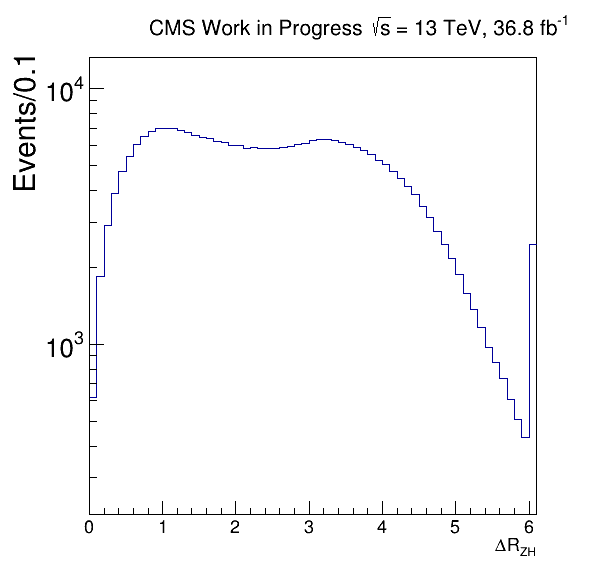 CMS Work in Progress √s = 13 TeV, 36.8 fb⁻¹
Events/0.1
10⁴
10³
0 1 2 3 4 5 6
ΔR_ZH